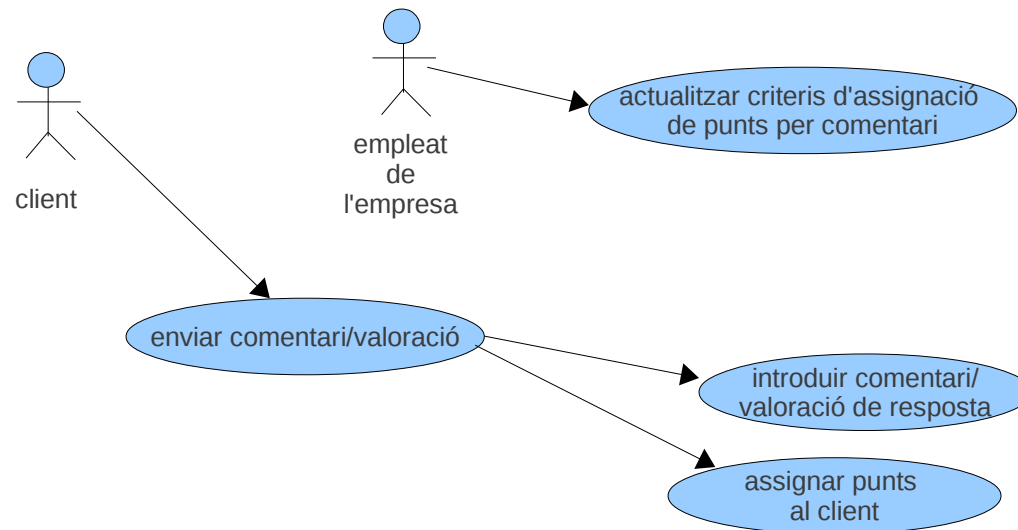 client
empleat
de
l'empresa
actualitzar criteris d'assignació
de punts per comentari
enviar comentari/valoració
introduir comentari/
valoració de resposta
assignar punts
al client